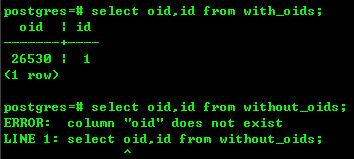 postgres=# select oid,id from with_oids;
  oid  ¦ id
-------+----
 26530 ¦  1
(1 row)
postgres=# select oid,id from without_oids;
ERROR:  column "oid" does not exist
LINE 1: select oid,id from without_oids;
               ^